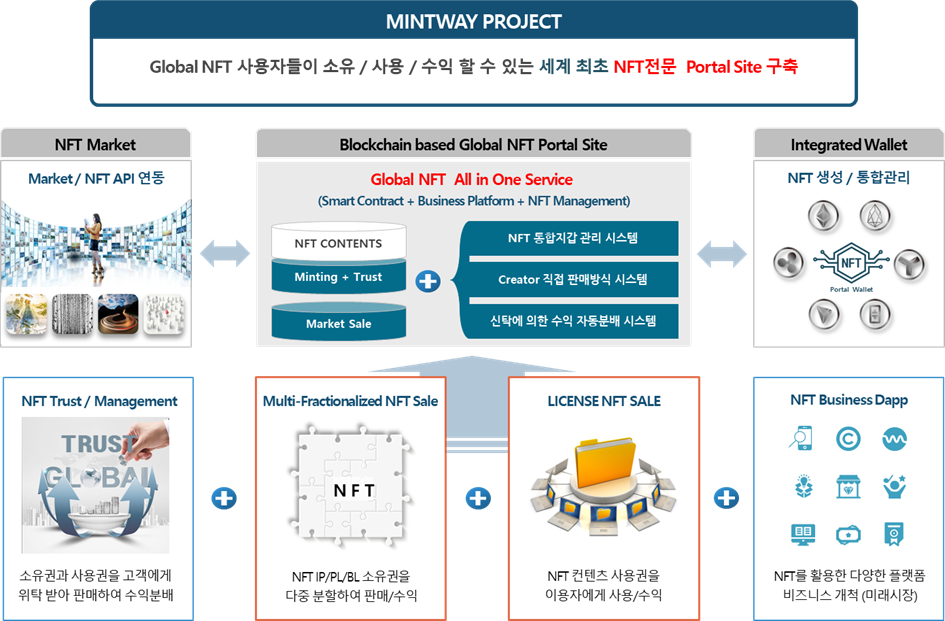 MINTWAY PROJECT
Global NFT 사용자들이 소유 / 사용 / 수익 할 수 있는 세계 최초 NFT전문 Portal Site 구축
NFT Market
Market / NFT API 연동
Blockchain based Global NFT Portal Site
Global NFT All in One Service
(Smart Contract + Business Platform + NFT Management)
NFT CONTENTS
Minting + Trust
Market Sale
NFT 통합지갑 관리 시스템
Creator 직접 판매방식 시스템
신탁에 의한 수익 자동분배 시스템
Integrated Wallet
NFT 생성 / 통합관리
NFT
Portal Wallet
NFT Trust / Management
TRUST
GLOBAL
소유권과 사용권을 고객에게
위탁 받아 판매하여 수익분배
Multi-Fractionalized NFT Sale
NFT
NFT IP/PL/BL 소유권을
다중 분할하여 판매/수익
LICENSE NFT SALE
NFT 컨텐츠 사용권을
이용자에게 사용/수익
NFT Business Dapp
NFT를 활용한 다양한 플랫폼
비즈니스 개척 (미래시장)